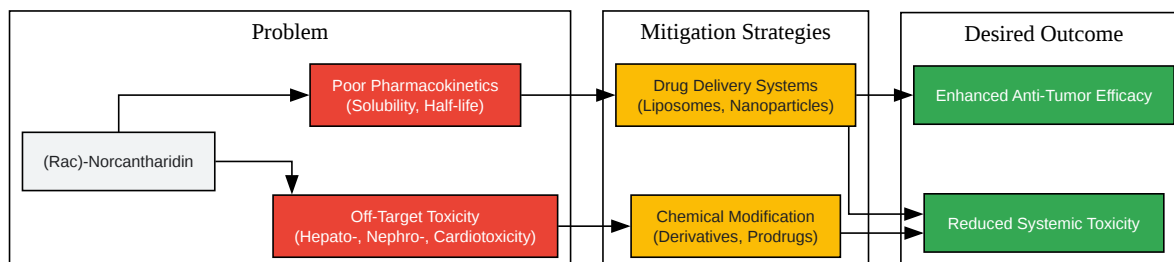 Problem
Mitigation Strategies
Desired Outcome
Poor Pharmacokinetics
(Solubility, Half-life)
Drug Delivery Systems
(Liposomes, Nanoparticles)
Enhanced Anti-Tumor Efficacy
(Rac)-Norcantharidin
Off-Target Toxicity
(Hepato-, Nephro-, Cardiotoxicity)
Chemical Modification
(Derivatives, Prodrugs)
Reduced Systemic Toxicity